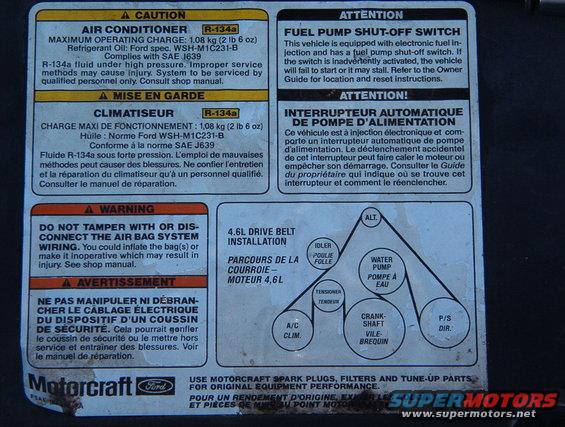 CAUTION
AIR CONDITIONER R-134a
MAXIMUM OPERATING CHARGE: 1,08 kg (2 lb 6 oz)
Refrigerant Oil: Ford spec. WSH-M1C231-B
Complies with SAE J639
R-134a fluid under high pressure. Improper service
methods may cause injury. System to be serviced by
qualified personnel only. Consult shop manual.
MISE EN GARDE
CLIMATISEUR R-134a
CHARGE MAXI DE FONCTIONNEMENT: 1,08 kg (2 lb 6 oz)
Huile: Norme Ford WSH-M1C231-B
Conforme à la norme SAE J639
Fluide R-134a sous forte pression. L'emploi de mauvaises
méthodes peut causer des blessures. Ne confier l'entretien
et la réparation du climatiseur qu'à un personnel qualifié.
Consulter le manuel de réparation.
ATTENTION
FUEL PUMP SHUT-OFF SWITCH
This vehicle is equipped with electronic fuel in-
jection and has a fuel pump shut-off switch. If
the switch is inadvertently activated, the vehicle
will fail to start or it may stall. Refer to the Owner
Guide for location and reset instructions.
ATTENTION!
INTERRUPTEUR AUTOMATIQUE
DE POMPE D'ALIMENTATION
Ce véhicule est à injection électronique et com-
porte un interrupteur automatique de pompe
d'alimentation. Le déclenchement accidentel
de cet interrupteur peut faire caler le moteur ou
empêcher son démarrage. Consulter le Guide
du propriétaire qui indique où se trouve cet
interrupteur et comment le réenclencher.
WARNING
DO NOT TAMPER WITH OR DIS-
CONNECT THE AIR BAG SYSTEM
WIRING. You could inflate the bag(s) or
make it inoperative which may result in
injury. See shop manual.
AVERTISSEMENT
NE PAS MANIPULER NI DÉBRAN-
CHER LE CÂBLAGE ÉLECTRIQUE
DU DISPOSITIF D'UN COUSSIN
DE SÉCURITÉ. Cela pourrait gonfler
le coussin de sécurité ou le mettre hors
service et entraîner des blessures. Voir
le manuel de réparation.
4.6L DRIVE BELT
INSTALLATION
PARCOURS DE LA
COURROIE –
MOTEUR 4,6L
ALT.
IDLER
POULIE
FOLLE
WATER
PUMP
POMPE À
EAU
TENSIONER
TENDEUR
A/C
CLIM.
CRANK-
SHAFT
VILE-
BREQUIN
P/S
DIR.
Motorcraft Ford
USE MOTORCRAFT SPARK PLUGS, FILTERS AND TUNE-UP PARTS
FOR ORIGINAL EQUIPMENT PERFORMANCE.
POUR UN RENDEMENT D'ORIGINE,
ET PIÈCES DE MISE AU POINT
SUPERMOTORS
www.supermotors.net